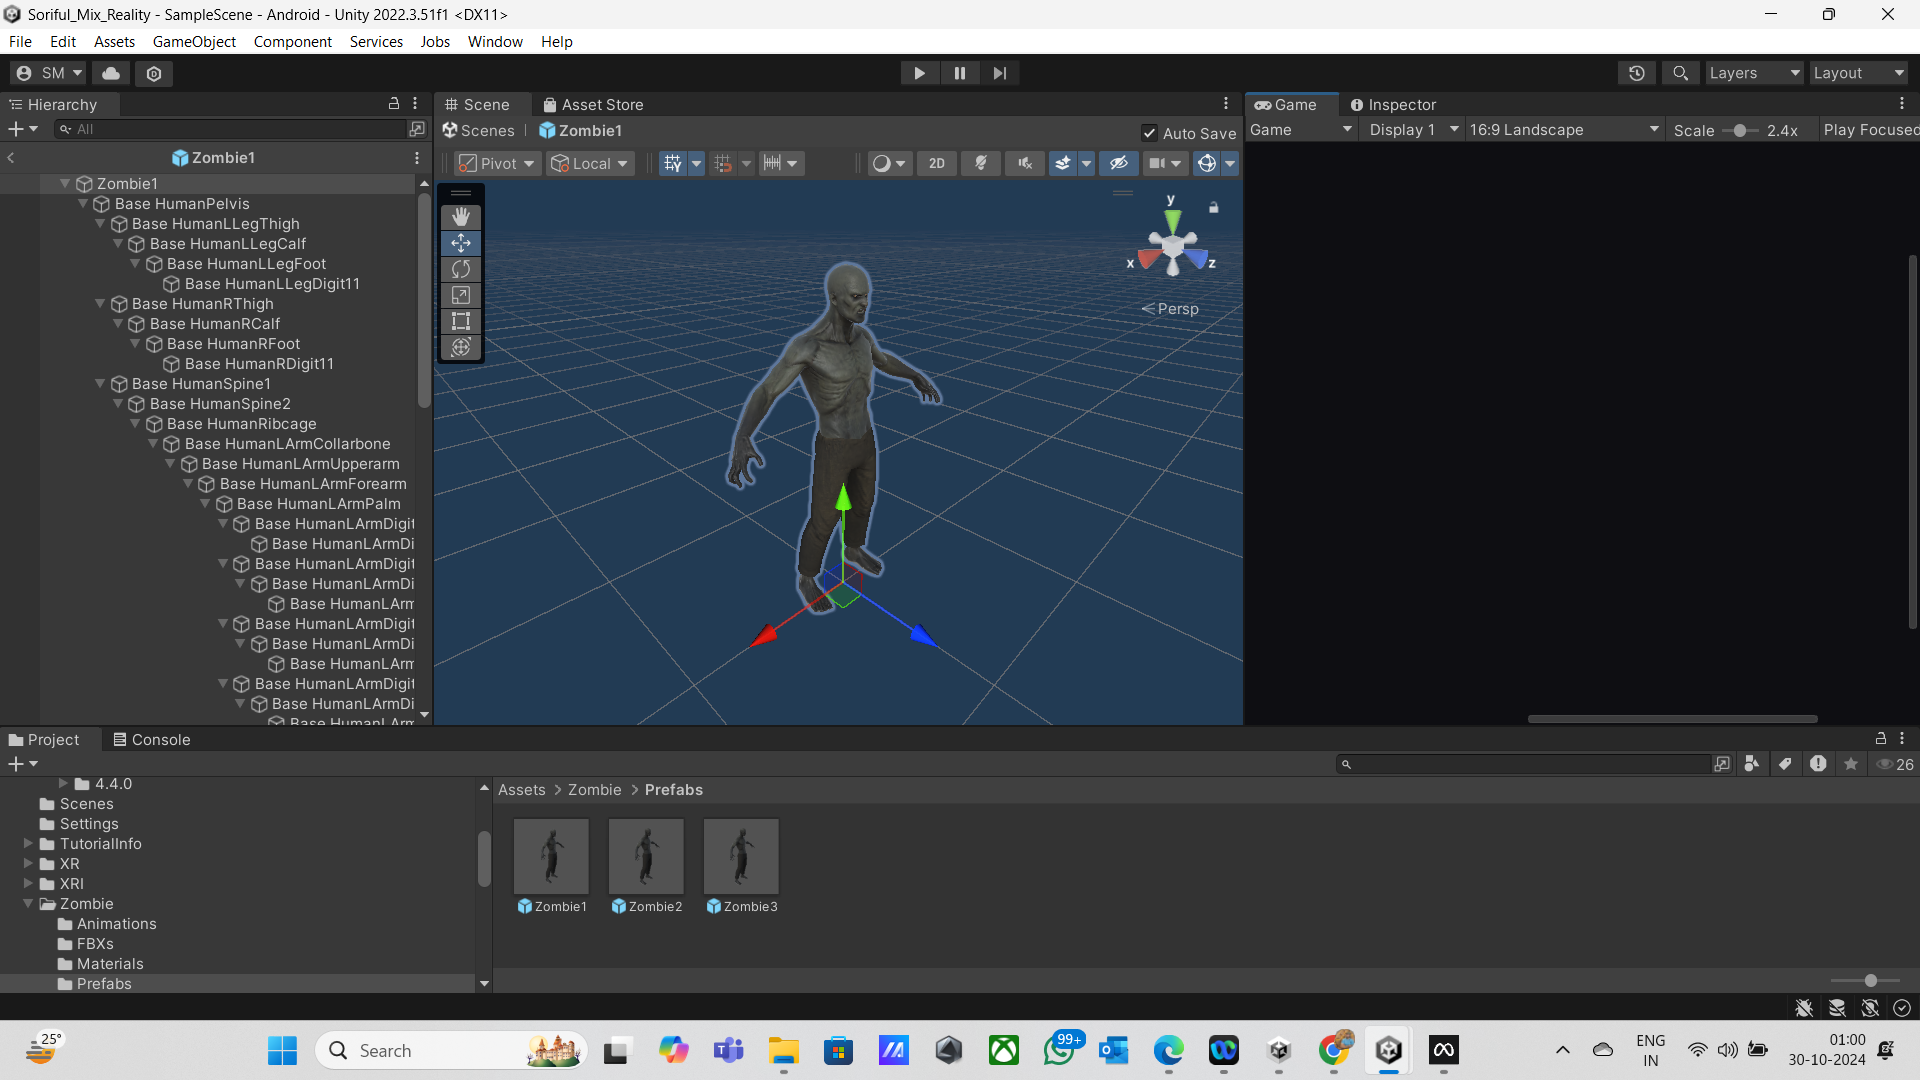 Soriful_Mix_Reality - SampleScene - Android - Unity 2022.3.51f1 <DX11>
File Edit Assets GameObject Component Services Jobs Window Help
SM
Layers Layout
Hierarchy
All
Zombie1
Zombie1
Base HumanPelvis
Base HumanLLegThigh
Base HumanLLegCalf
Base HumanLLegFoot
Base HumanLLegDigit11
Base HumanRThigh
Base HumanRCalf
Base HumanRFoot
Base HumanRDigit11
Base HumanSpine1
Base HumanSpine2
Base HumanRibcage
Base HumanLArmCollarbone
Base HumanLArmUpperarm
Base HumanLArmForearm
Base HumanLArmPalm
Base HumanLArmDigit
Base HumanLArmDi
Base HumanLArmDigit
Base HumanLArmDi
Base HumanLArm
Base HumanLArmDigit
Base HumanLArmDi
Base HumanLArm
Base HumanLArmDigit
Base HumanLArmDi
Base HumanLArm
Scene Asset Store
Scenes Zombie1 Auto Save
Pivot Local 2D
y
x z
Persp
Game Inspector
Game Display 1 16:9 Landscape Scale 2.4x Play Focused
Project Console
26
4.4.0
Scenes
Settings
TutorialInfo
XR
XRI
Zombie
Animations
FBXs
Materials
Prefabs
Assets > Zombie > Prefabs
Zombie1 Zombie2 Zombie3
25°
Search
99+
ENG
IN
01:00
30-10-2024